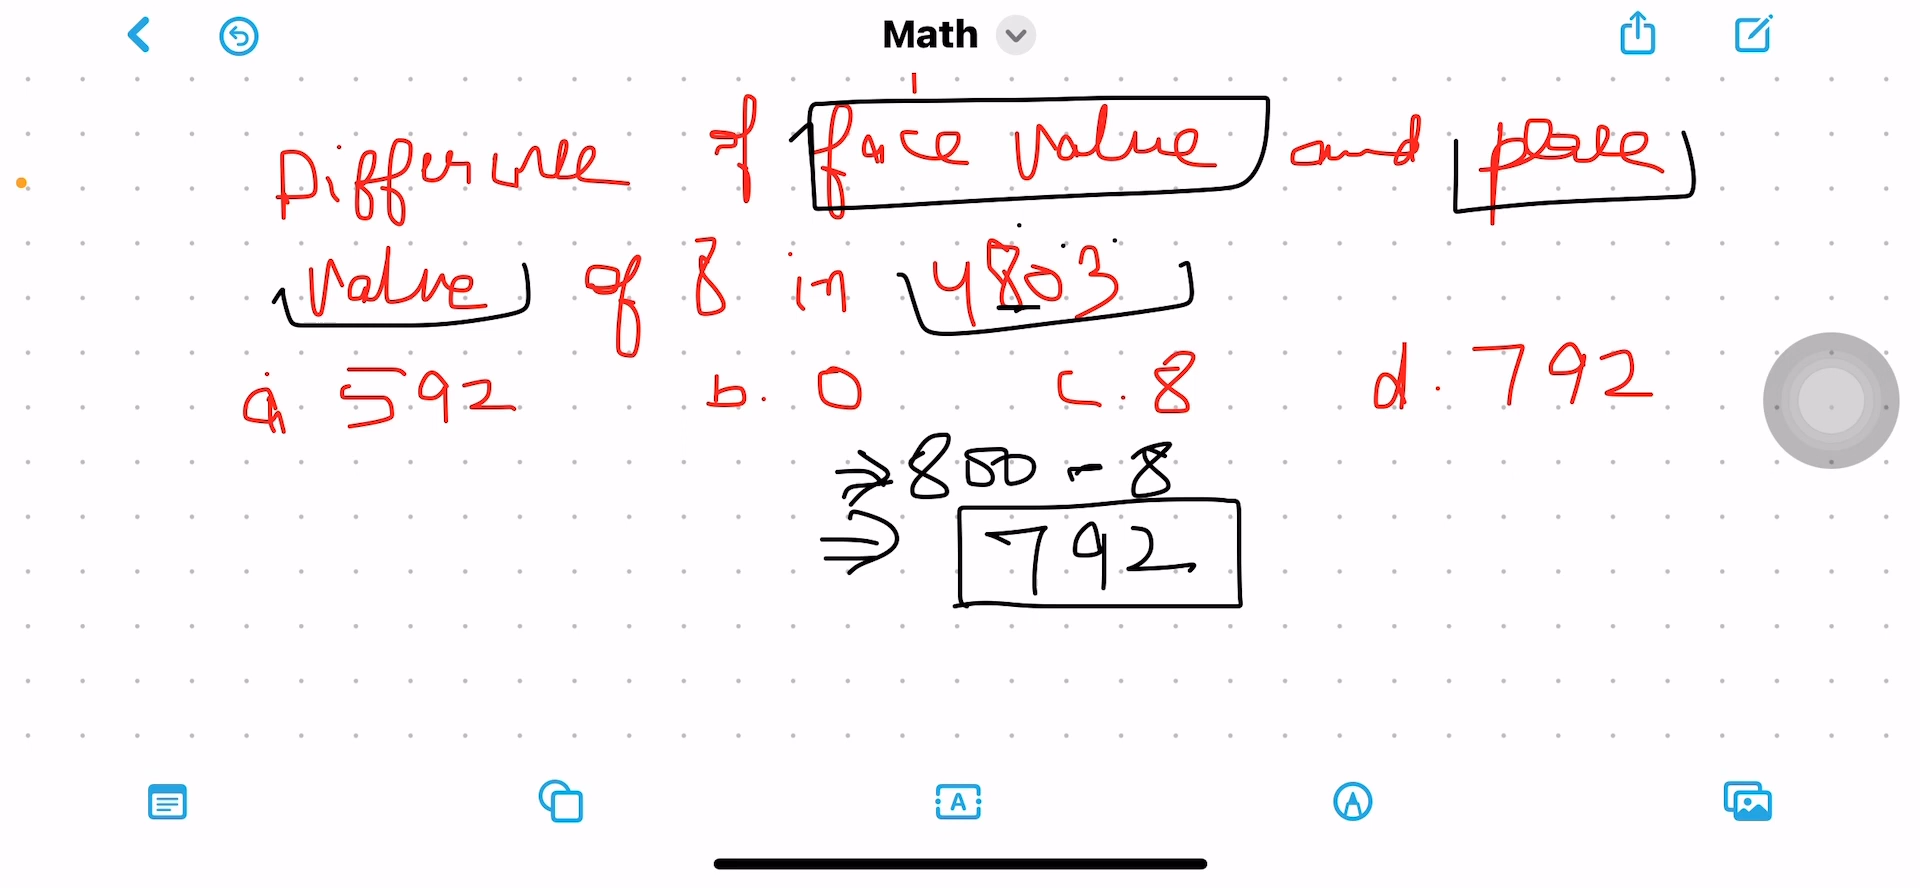 Math
Difference of face value and place
value of 8 in 4803
a. 592 b. 0 c. 8 d. 792
⇒ 800 - 8
⇒ 792